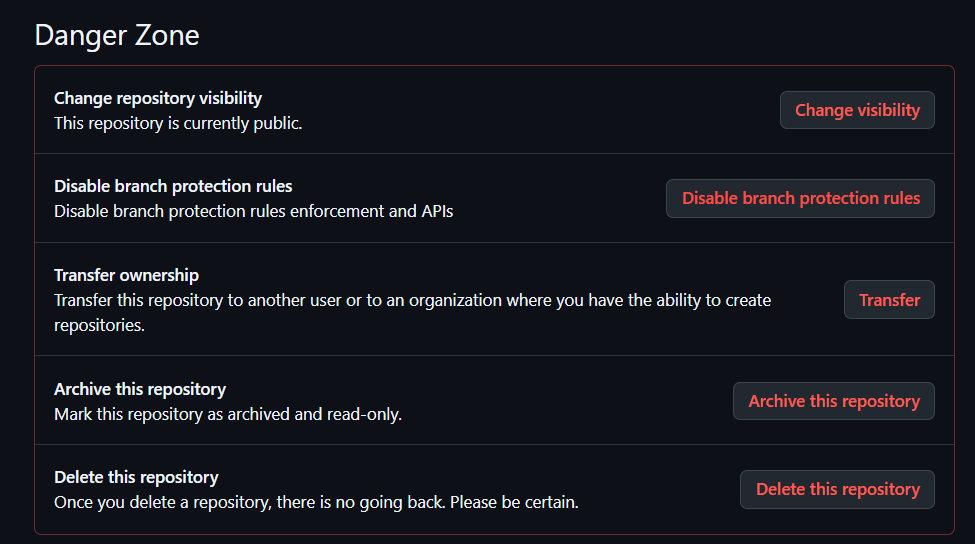 Danger Zone
Change repository visibility
This repository is currently public.
Change visibility
Disable branch protection rules
Disable branch protection rules enforcement and APIs
Disable branch protection rules
Transfer ownership
Transfer this repository to another user or to an organization where you have the ability to create
repositories.
Transfer
Archive this repository
Mark this repository as archived and read-only.
Archive this repository
Delete this repository
Once you delete a repository, there is no going back. Please be certain.
Delete this repository